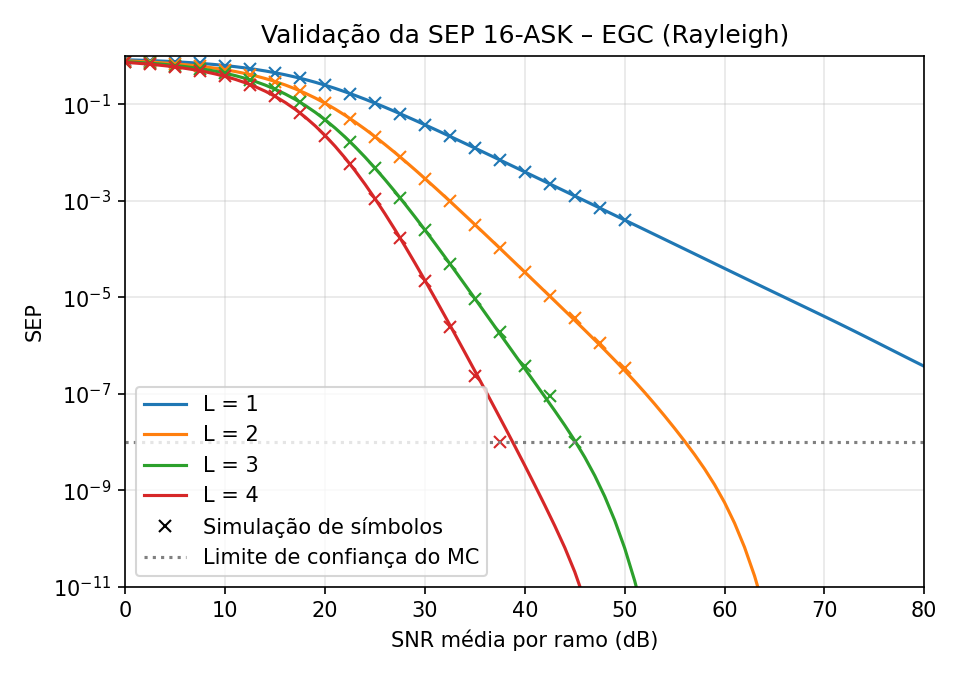 Validação da SEP 16-ASK – EGC (Rayleigh)
SEP
10⁻¹
10⁻³
10⁻⁵
10⁻⁷
10⁻⁹
10⁻¹¹
L = 1
L = 2
L = 3
L = 4
Simulação de símbolos
Limite de confiança do MC
0 10 20 30 40 50 60 70 80
SNR média por ramo (dB)